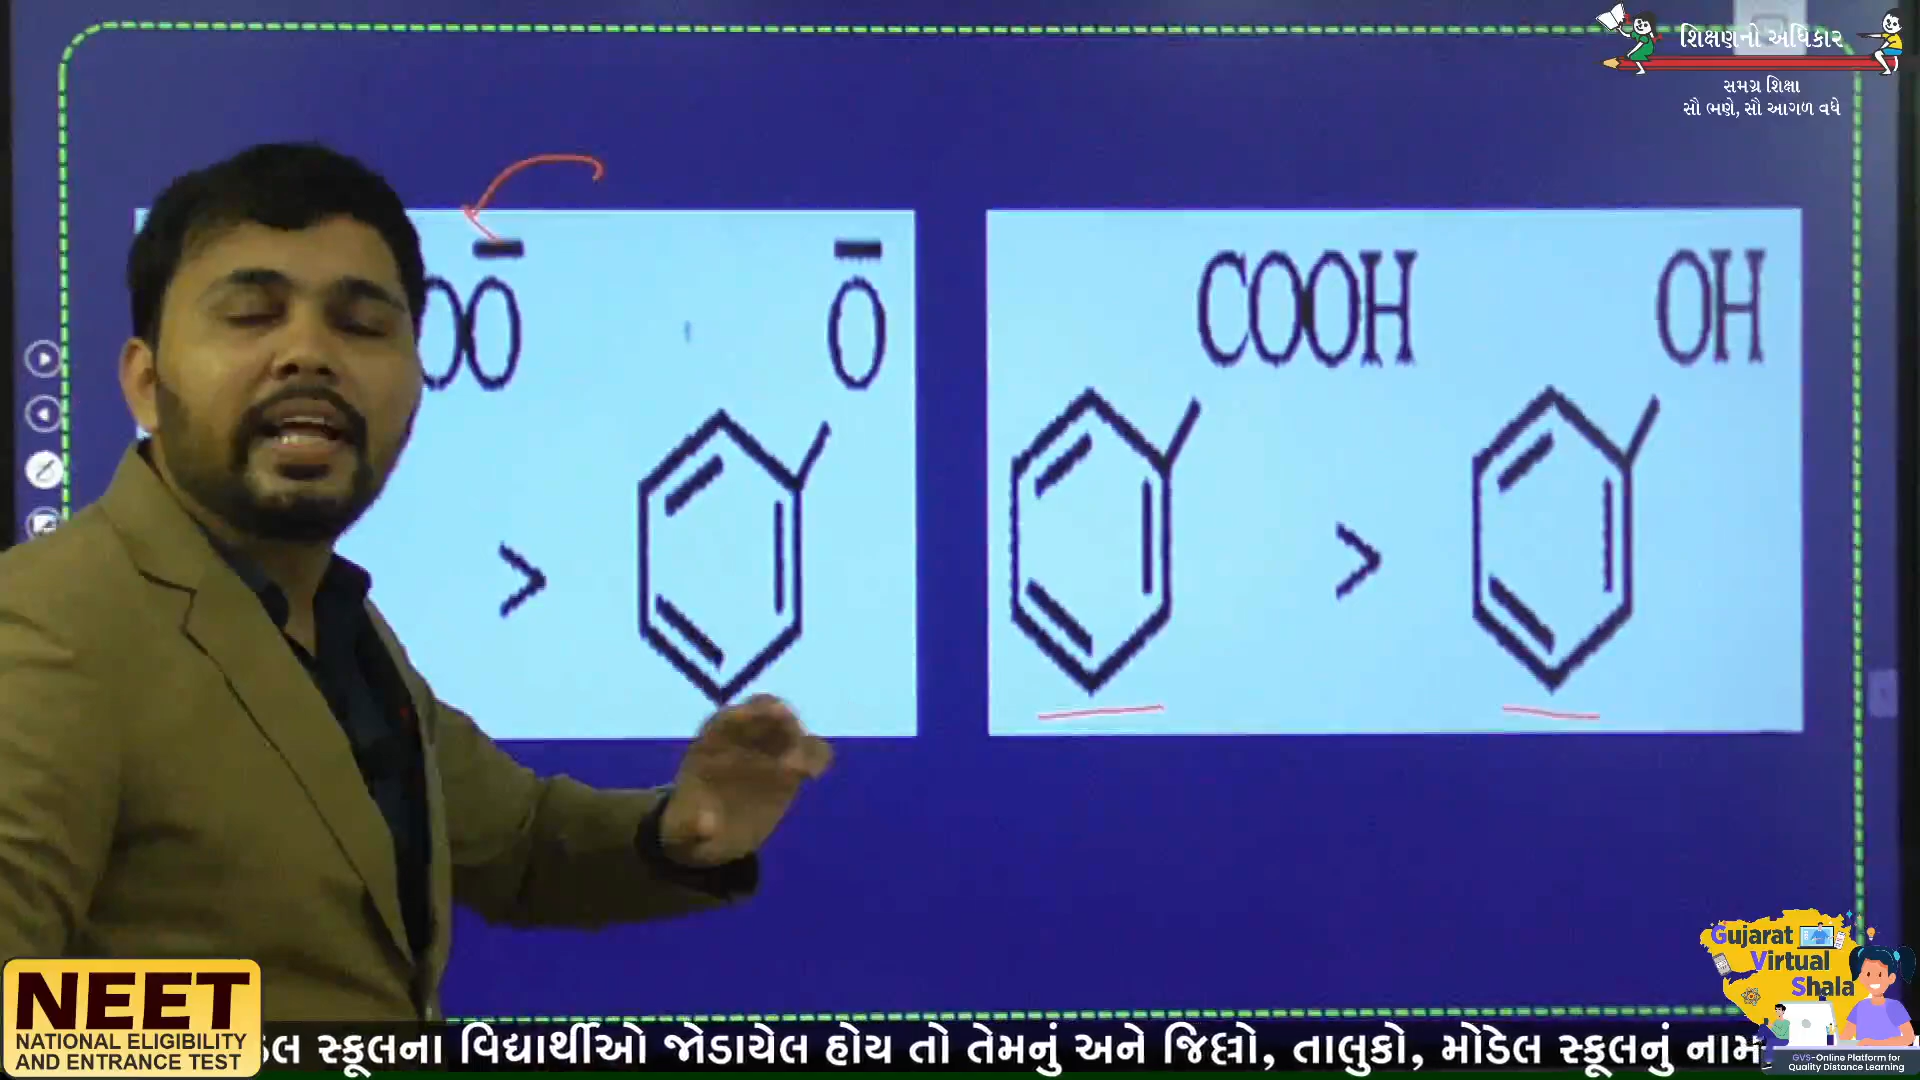 શિક્ષણનો અધિકાર
સમગ્ર શિક્ષા
સૌ ભણે, સૌ આગળ વધે
OO
O
>
COOH
OH
>
Gujarat
Virtual
Shala
GVS-Online Platform for
Quality Distance Learning
NEET
NATIONAL ELIGIBILITY
AND ENTRANCE TEST
સ્કૂલના વિદ્યાર્થીઓ જોડાયેલ હોય તો તેમનું અને જિલ્લો, તાલુકો, મોડેલ સ્કૂલનું નામ